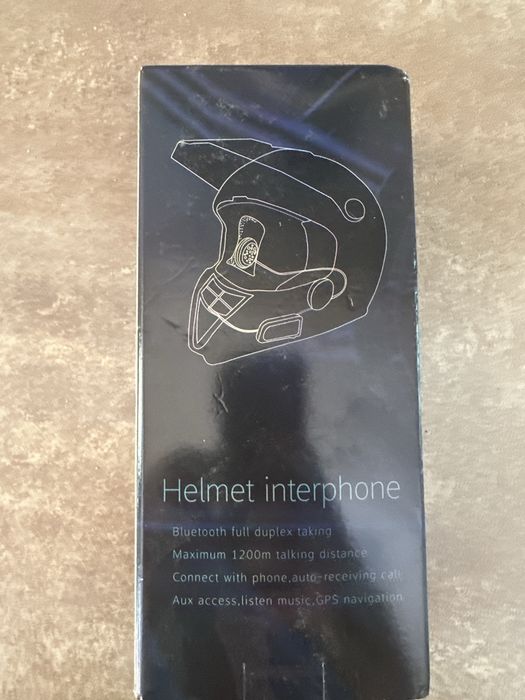 Helmet interphone
Bluetooth full duplex taking
Maximum 1200m talking distance
Connect with phone,auto-receiving call
Aux access,listen music,GPS navigation